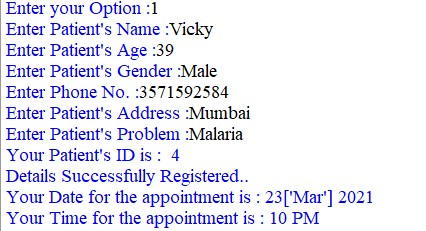 Enter your Option :1
Enter Patient's Name :Vicky
Enter Patient's Age :39
Enter Patient's Gender :Male
Enter Phone No. :3571592584
Enter Patient's Address :Mumbai
Enter Patient's Problem :Malaria
Your Patient's ID is :  4
Details Successfully Registered..
Your Date for the appointment is : 23['Mar'] 2021
Your Time for the appointment is : 10 PM